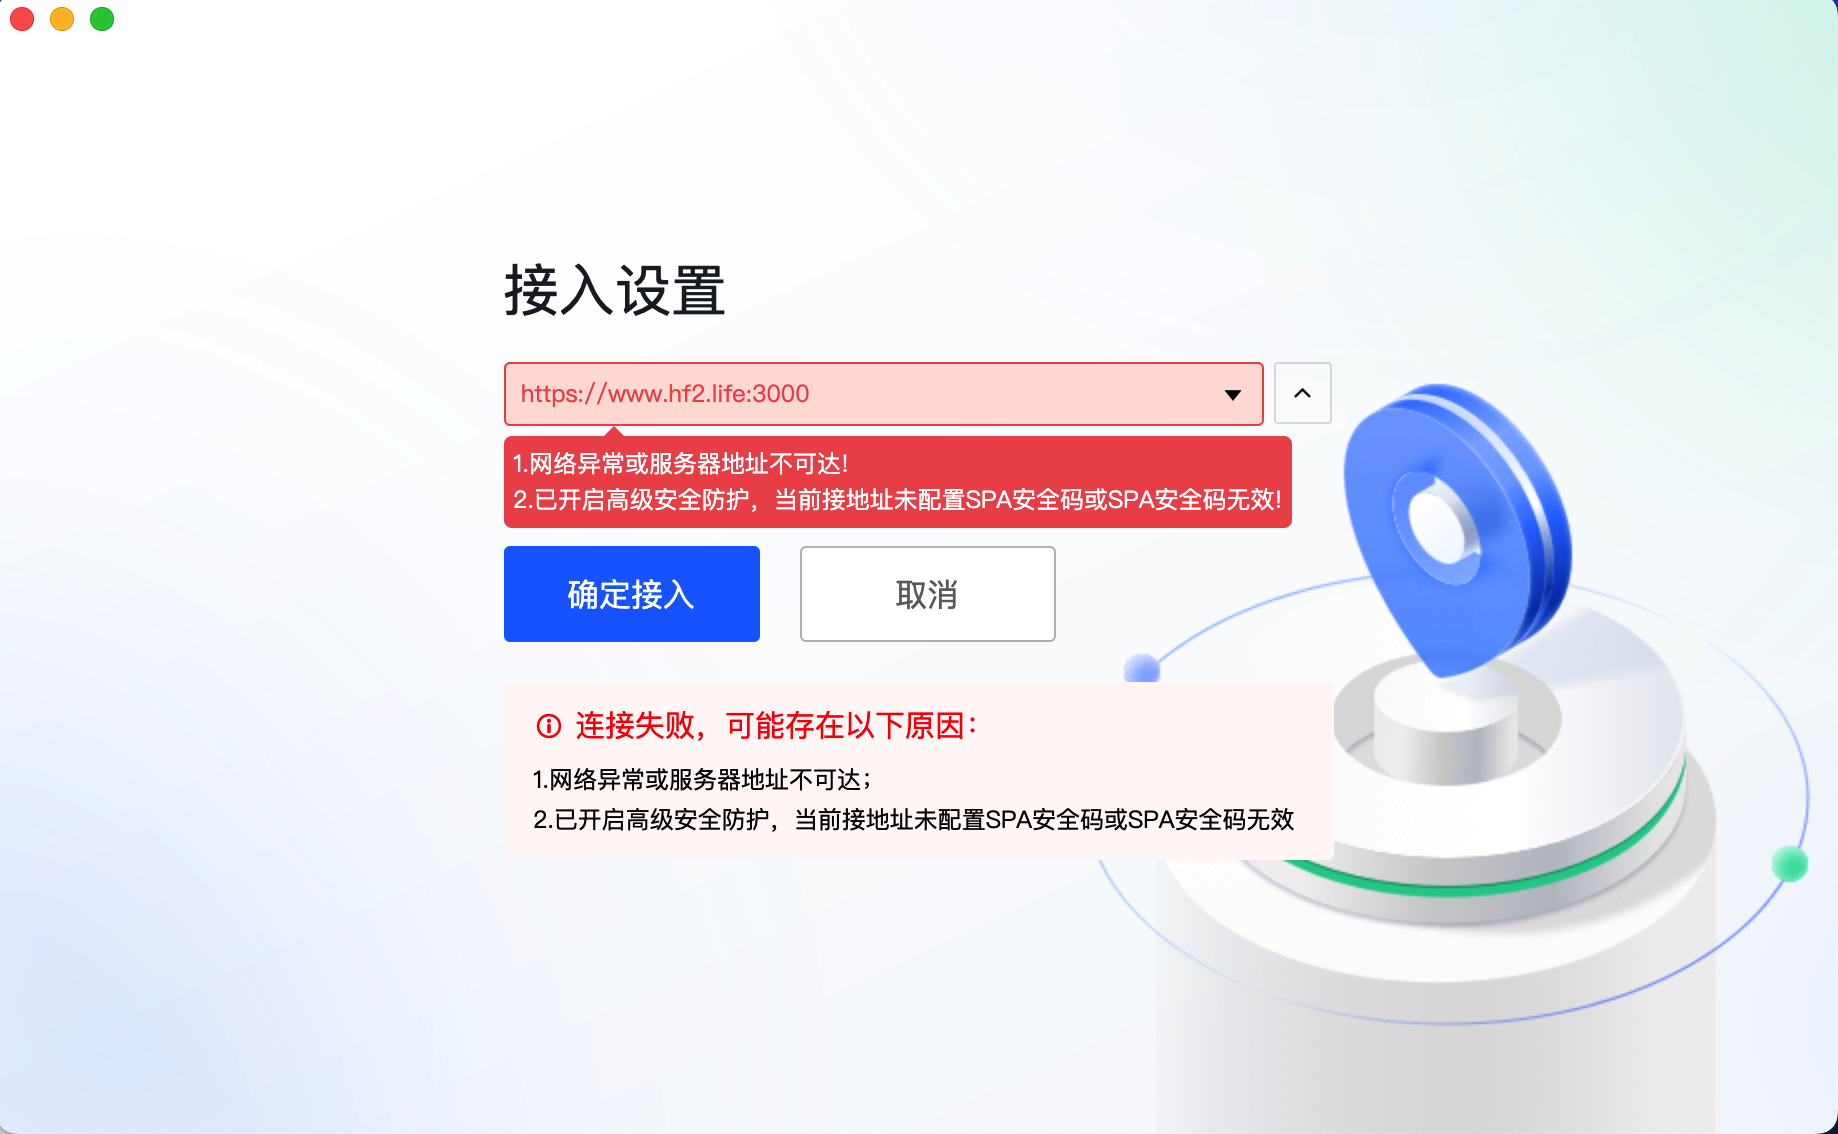 接入设置
https://www.hf2.life:3000
1.网络异常或服务器地址不可达!
2.已开启高级安全防护，当前接地址未配置SPA安全码或SPA安全码无效!
确定接入
取消
连接失败，可能存在以下原因：
1.网络异常或服务器地址不可达；
2.已开启高级安全防护，当前接地址未配置SPA安全码或SPA安全码无效